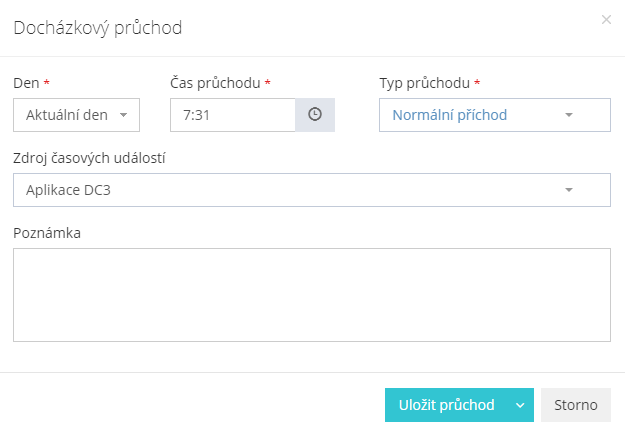 Docházkový průchod
×
Den * Čas průchodu * Typ průchodu *
Aktuální den 7:31 Normální příchod
Zdroj časových událostí
Aplikace DC3
Poznámka
Uložit průchod Storno